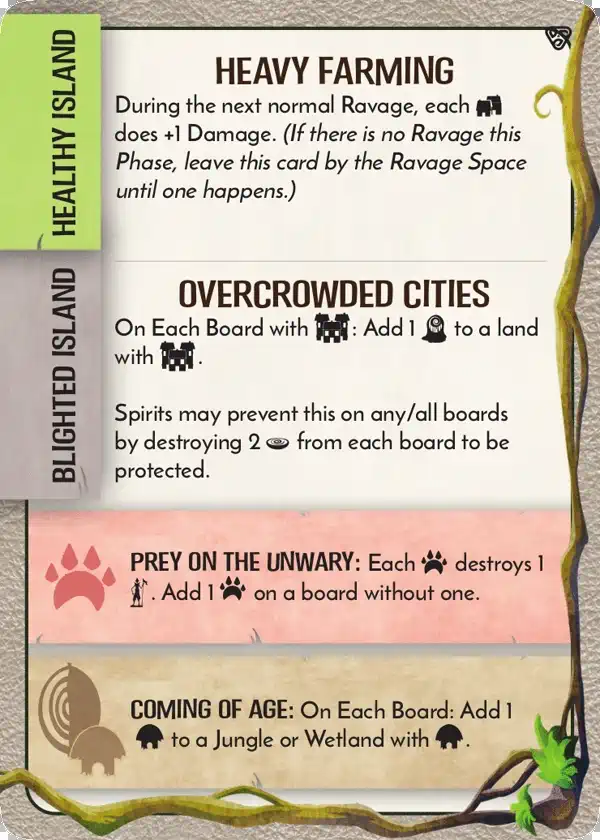 HEALTHY ISLAND
HEAVY FARMING
During the next normal Ravage, each
does +1 Damage. (If there is no Ravage this
Phase, leave this card by the Ravage Space
until one happens.)
BLIGHTED ISLAND
OVERCROWDED CITIES
On Each Board with : Add 1 to a land
with .
Spirits may prevent this on any/all boards
by destroying 2 from each board to be
protected.
PREY ON THE UNWARY: Each destroys 1
. Add 1 on a board without one.
COMING OF AGE: On Each Board: Add 1
to a Jungle or Wetland with .